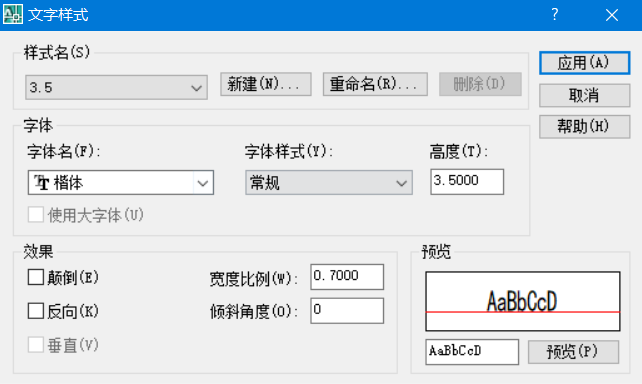 文字样式
样式名(S)
3.5 新建(N)... 重命名(R)... 删除(D)
应用(A)
取消
帮助(H)
字体
字体名(F): 字体样式(Y): 高度(T):
楷体 常规 3.5000
使用大字体(U)
效果
颠倒(E) 宽度比例(W): 0.7000
反向(K) 倾斜角度(O): 0
垂直(V)
预览
AaBbCcD
AaBbCcD 预览(P)